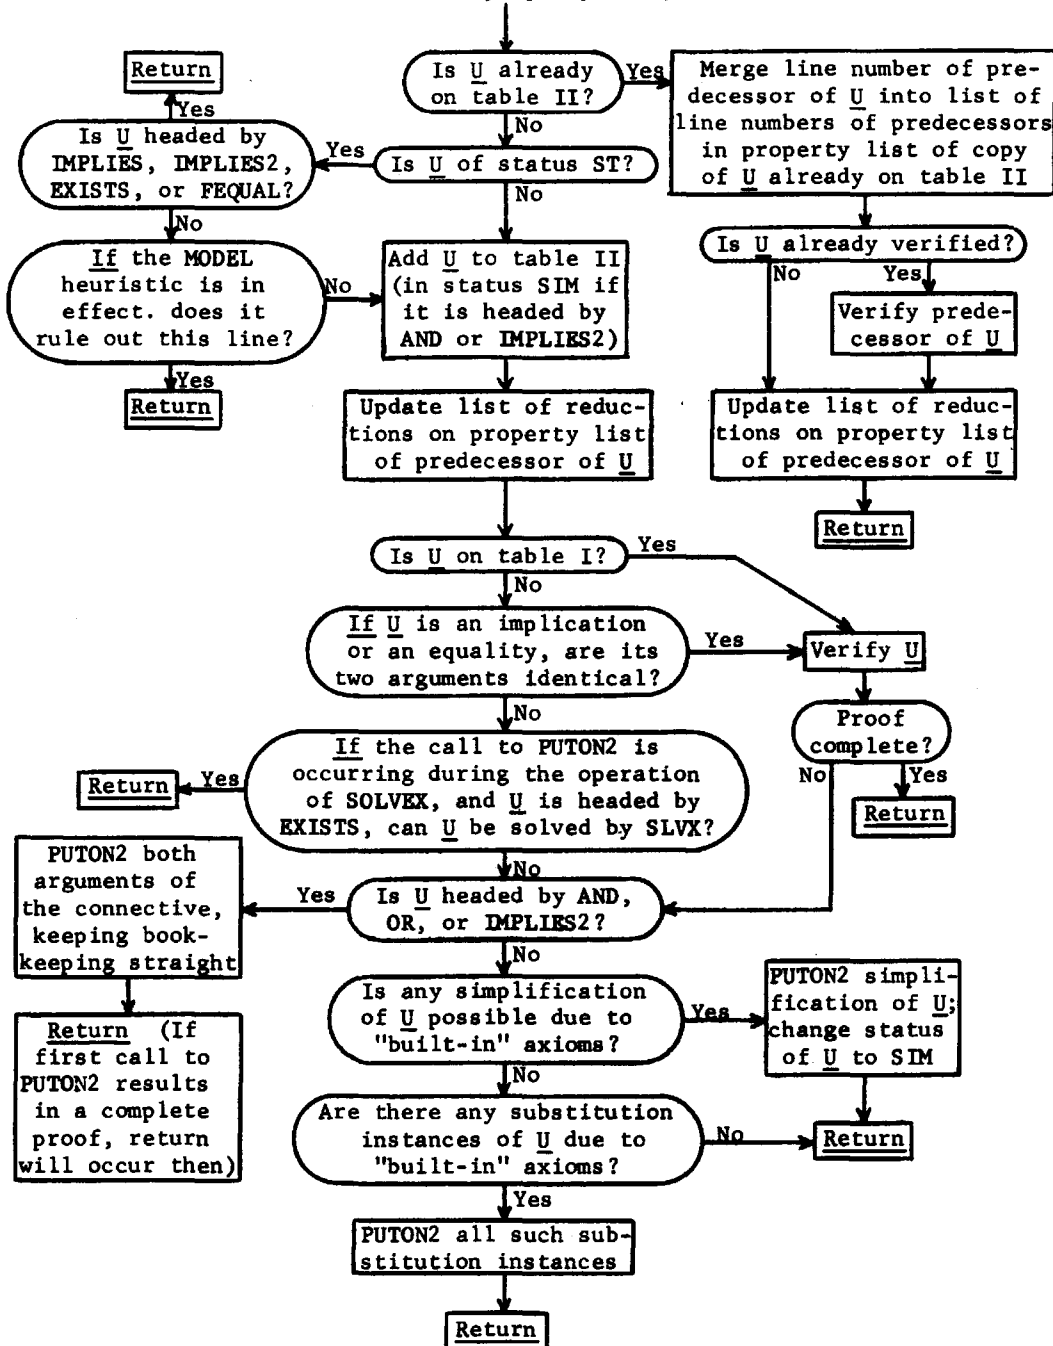 Is U already
on table II?
Yes
No
Merge line number of pre-
decessor of U into list of
line numbers of predecessors
in property list of copy
of U already on table II
Return
Yes
Is U headed by
IMPLIES, IMPLIES2,
EXISTS, or FEQUAL?
Yes
Is U of status ST?
No
No
Is U already verified?
No
Yes
Verify prede-
cessor of U
If the MODEL
heuristic is in
effect. does it
rule out this line?
No
Yes
Return
Add U to table II
(in status SIM if
it is headed by
AND or IMPLIES2)
Update list of reduc-
tions on property list
of predecessor of U
Update list of reduc-
tions on property list
of predecessor of U
Return
Is U on table I?
Yes
No
If U is an implication
or an equality, are its
two arguments identical?
Yes
Verify U
No
Proof
complete?
No
Yes
Return
If the call to PUTON2 is
occurring during the operation
of SOLVEX, and U is headed by
EXISTS, can U be solved by SLVX?
Yes
Return
No
PUTON2 both
arguments of
the connective,
keeping book-
keeping straight
Yes
Is U headed by AND,
OR, or IMPLIES2?
No
Return (If
first call to
PUTON2 results
in a complete
proof, return
will occur then)
Is any simplification
of U possible due to
"built-in" axioms?
Yes
PUTON2 simpli-
fication of U;
change status
of U to SIM
No
Are there any substitution
instances of U due to
"built-in" axioms?
No
Return
Yes
PUTON2 all such sub-
stitution instances
Return